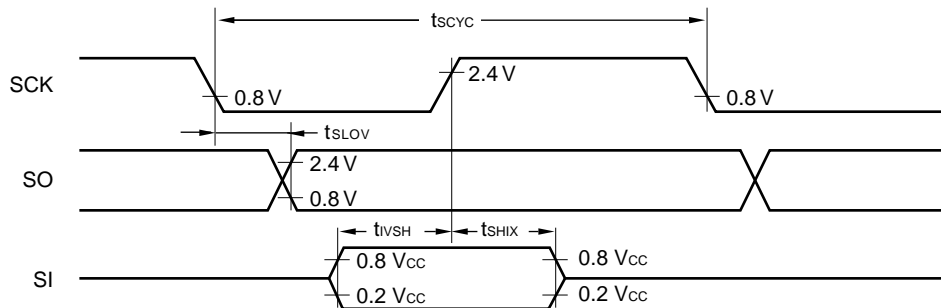 tSCYC
SCK
2.4 V
0.8 V
0.8 V
tSLOV
SO
2.4 V
0.8 V
tIVSH
tSHIX
SI
0.8 VCC
0.8 VCC
0.2 VCC
0.2 VCC